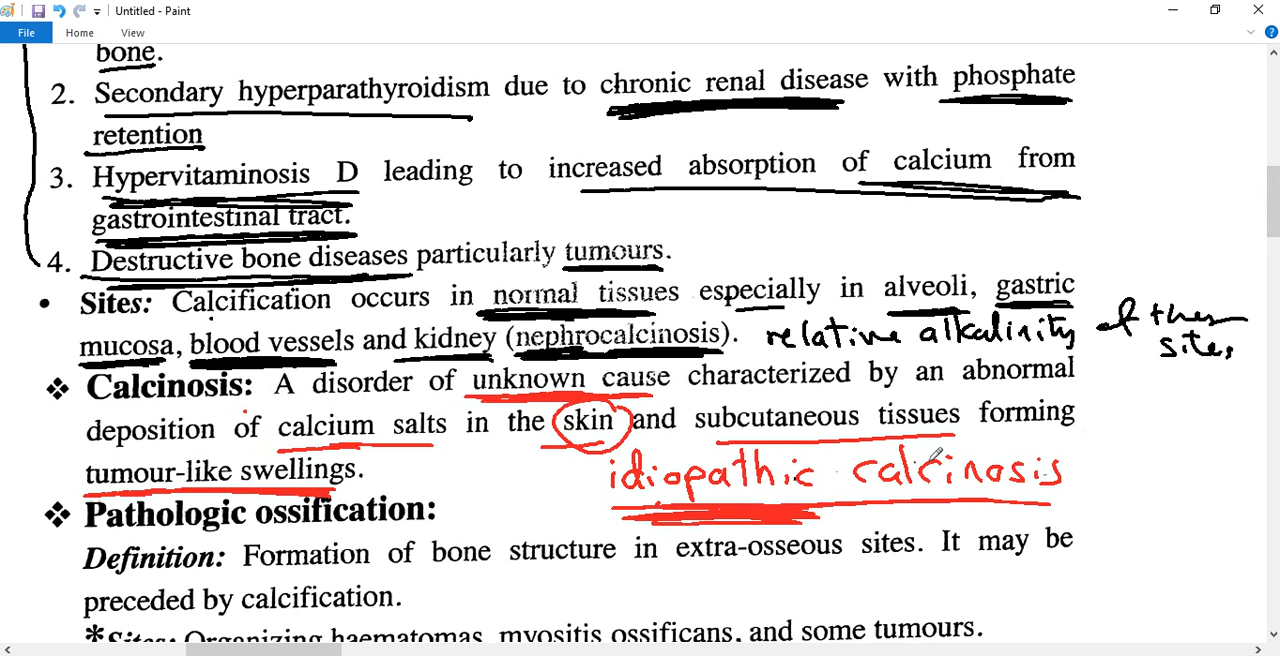 Untitled - Paint
File Home View
bone.
2. Secondary hyperparathyroidism due to chronic renal disease with phosphate
retention
3. Hypervitaminosis D leading to increased absorption of calcium from
gastrointestinal tract.
4. Destructive bone diseases particularly tumours.
• Sites: Calcification occurs in normal tissues especially in alveoli, gastric
mucosa, blood vessels and kidney (nephrocalcinosis). relative alkalinity of these sites
❖ Calcinosis: A disorder of unknown cause characterized by an abnormal
deposition of calcium salts in the skin and subcutaneous tissues forming
tumour-like swellings.
idiopathic calcinosis
❖ Pathologic ossification:
Definition: Formation of bone structure in extra-osseous sites. It may be
preceded by calcification.
*Sites: Organizing haematomas, myositis ossificans, and some tumours.